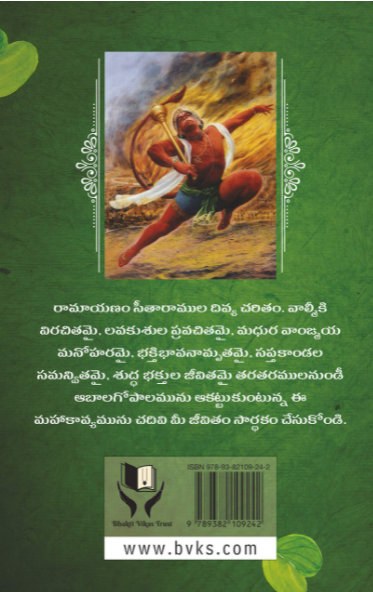 రామాయణం సీతారాముల దివ్య చరితం. వాల్మీకి
విరచితమై, లవకుశుల ప్రవచితమై, మధుర వాంఙ్మయ
మనోహరమై, భక్తిభావనామృతమై, సప్తకాండల
సమన్వితమై, శుద్ధ భక్తుల జీవితమై తరతరములనుండీ
ఆబాలగోపాలమును ఆకట్టుకుంటున్న ఈ
మహాకావ్యమును చదివి మీ జీవితం సార్థకం చేసుకోండి.
ISBN 978-93-82109-24-2
Bhakti Vikas Trust
9 789382 109242
www.bvks.com